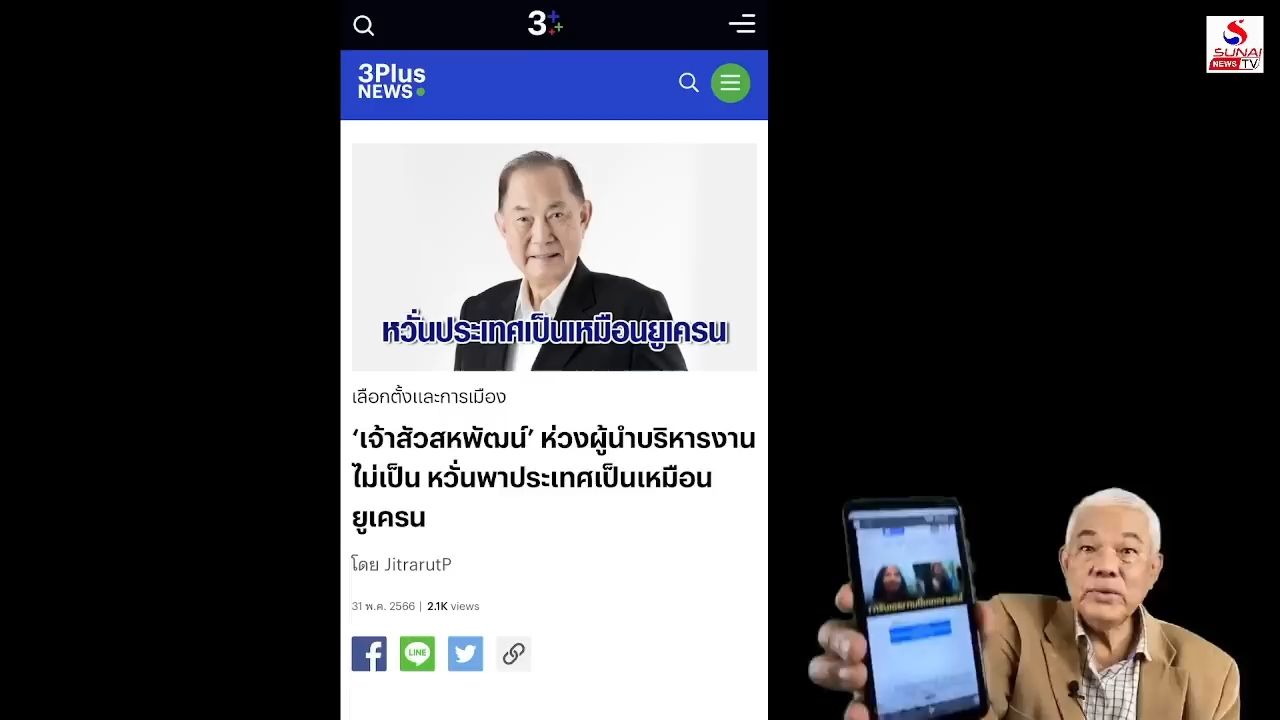 3
SUNAI
NEWS TV
3Plus
NEWS
หวั่นประเทศเป็นเหมือนยูเครน
เลือกตั้งและการเมือง
‘เจ้าสัวสหพัฒน์’ ห่วงผู้นำบริหารงาน
ไม่เป็น หวั่นพาประเทศเป็นเหมือน
ยูเครน
โดย JitrarutP
31 พ.ค. 2566 | 2.1K views
LINE